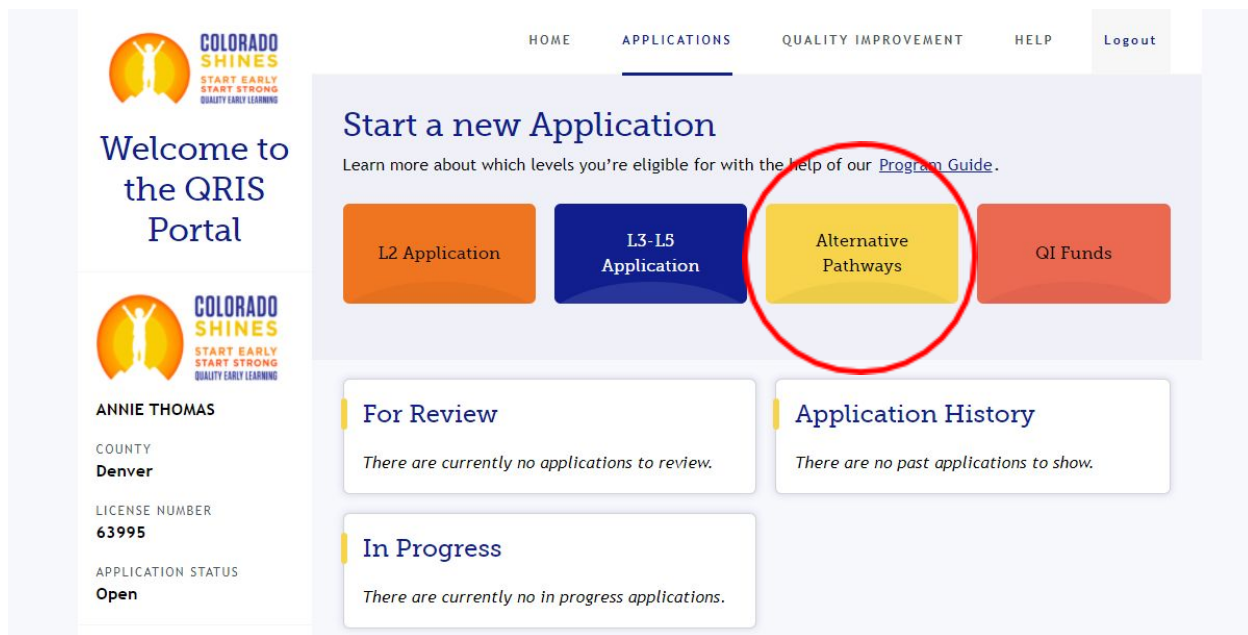 COLORADO
SHINES
START EARLY
START STRONG
QUALITY EARLY LEARNING
Welcome to
the QRIS
Portal
COLORADO
SHINES
START EARLY
START STRONG
QUALITY EARLY LEARNING
ANNIE THOMAS
COUNTY
Denver
LICENSE NUMBER
63995
APPLICATION STATUS
Open
HOME APPLICATIONS QUALITY IMPROVEMENT HELP Logout
Start a new Application
Learn more about which levels you're eligible for with the help of our Program Guide.
L2 Application
L3-L5
Application
Alternative
Pathways
QI Funds
For Review
There are currently no applications to review.
Application History
There are no past applications to show.
In Progress
There are currently no in progress applications.